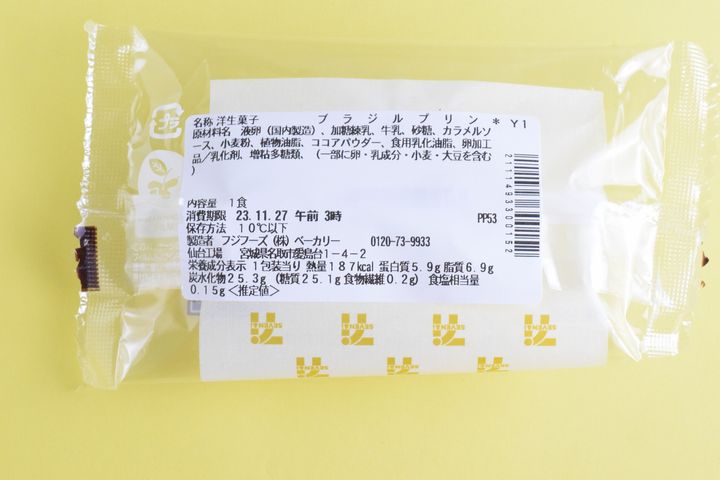 名称 洋生菓子 ブラジルプリン * Y1
原材料名 液卵(国内製造)、加糖練乳、牛乳、砂糖、カラメルソ
ース、小麦粉、植物油脂、ココアパウダー、食用乳化油脂、卵加工
品/乳化剤、増粘多糖類、(一部に卵・乳成分・小麦・大豆を含む
)
内容量 1食
消費期限 23.11.27 午前 3時 PP53
保存方法 10℃以下
製造者 フジフーズ(株) ベーカリー 0120-73-9933
仙台工場 宮城県名取市愛島台1-4-2
栄養成分表示 1包装当り 熱量187kcal 蛋白質5.9g 脂質6.9g
炭水化物25.3g (糖質25.1g 食物繊維0.2g) 食塩相当量
0.15g<推定値>
SEVEN&i
SEVEN&i
SEVEN&i
SEVEN&i
SEVEN&i
SEVEN&i
SEVEN&i